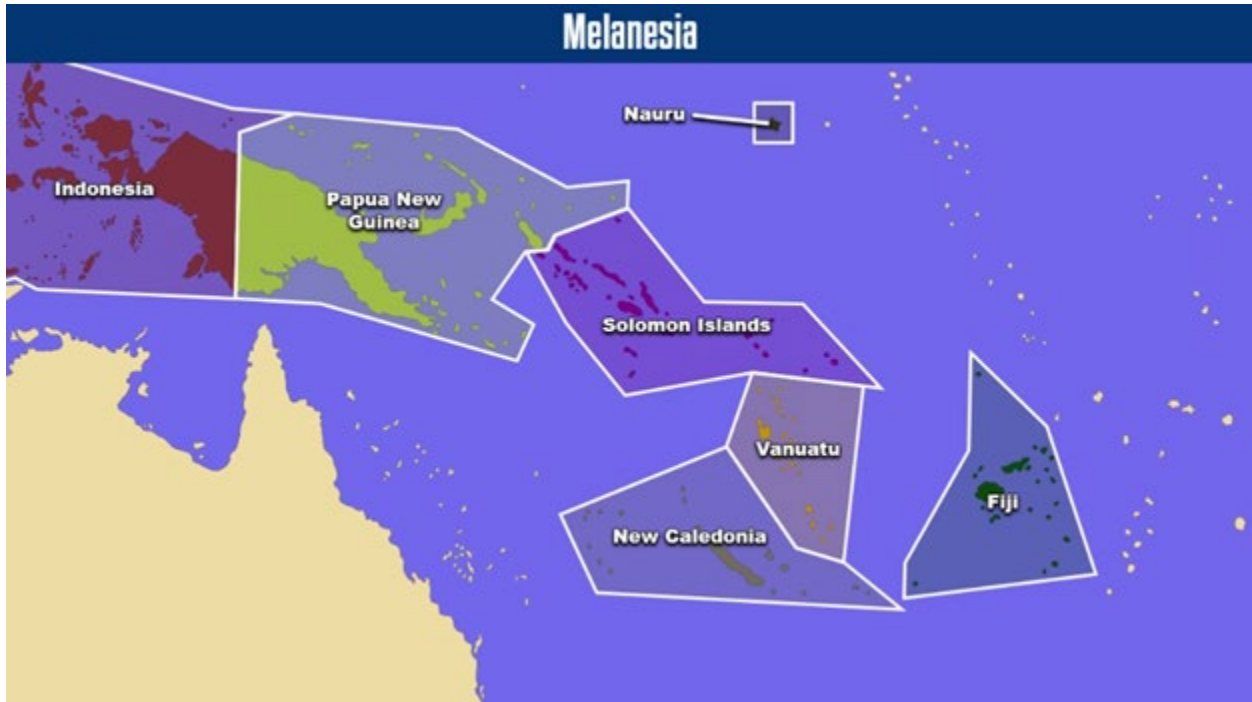 Melanesia
Nauru
Indonesia
Papua New
Guinea
Solomon Islands
Vanuatu
Fiji
New Caledonia